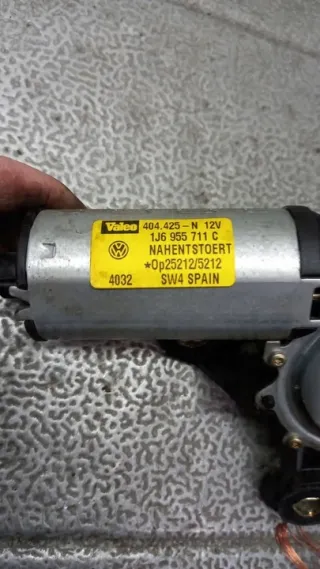 Valeo 404.425-N 12V
1J6 955 711 C
NAHENTSTOERT
★Op25212/5212
4032 SW4 SPAIN